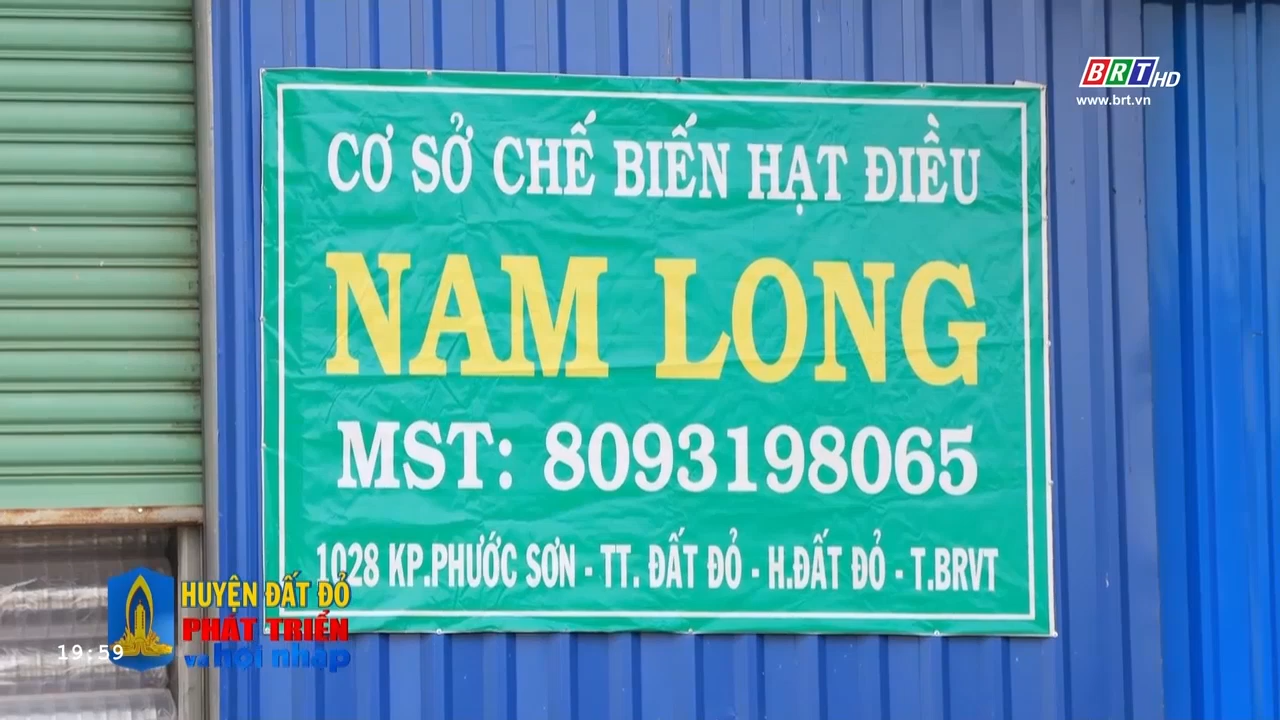 BRT HD
www.brt.vn
CƠ SỞ CHẾ BIẾN HẠT ĐIỀU
NAM LONG
MST: 8093198065
1028 KP.PHƯỚC SƠN - TT. ĐẤT ĐỎ - H.ĐẤT ĐỎ - T.BRVT
HUYỆN ĐẤT ĐỎ
PHÁT TRIỂN
và hội nhập
19:59